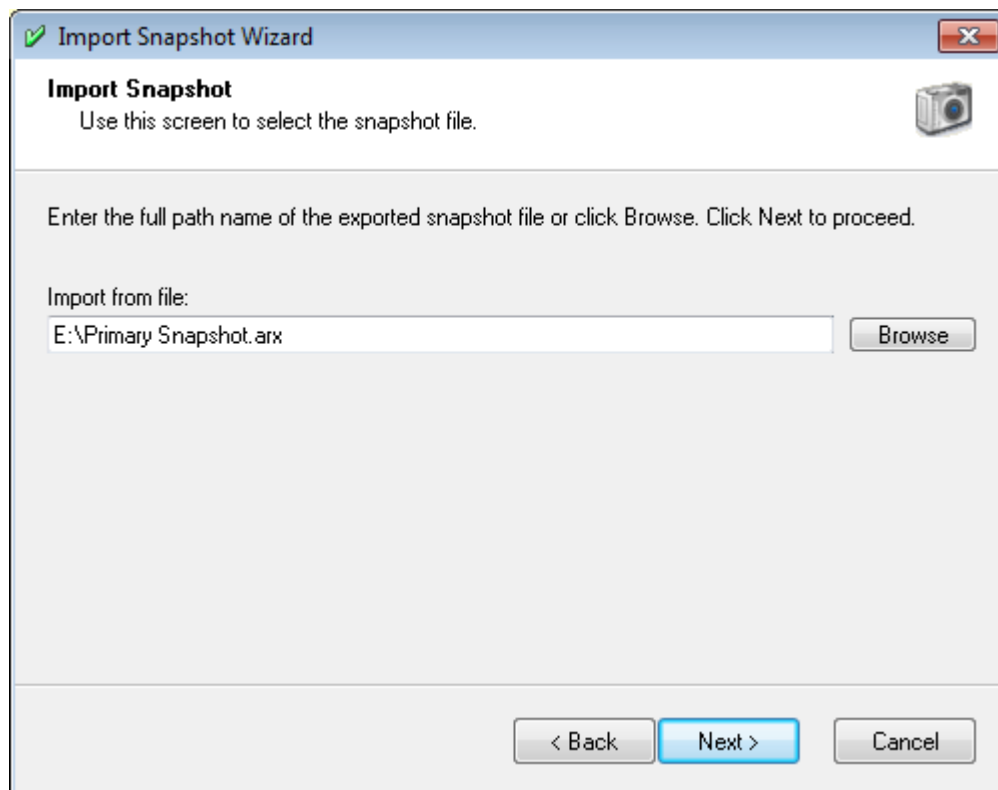 Import Snapshot Wizard
Import Snapshot
Use this screen to select the snapshot file.
Enter the full path name of the exported snapshot file or click Browse. Click Next to proceed.
Import from file:
E:\Primary Snapshot.arx
Browse
< Back
Next >
Cancel